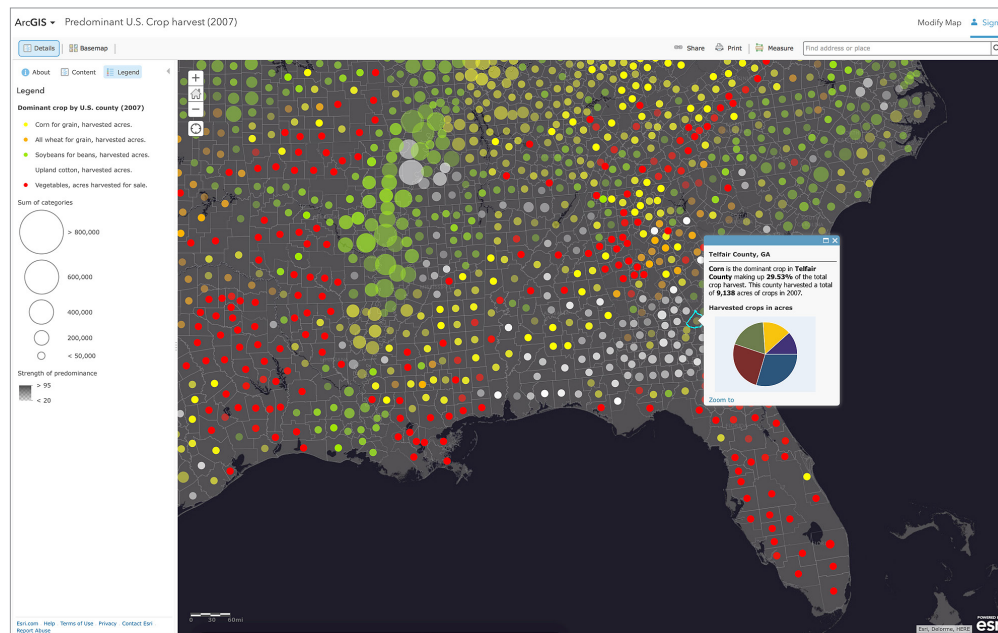 ArcGIS ▾ Predominant U.S. Crop harvest (2007) Modify Map Sign
Details Basemap Share Print Measure Find address or place
About Content Legend
Legend
Dominant crop by U.S. county (2007)
Corn for grain, harvested acres.
All wheat for grain, harvested acres.
Soybeans for beans, harvested acres.
Upland cotton, harvested acres.
Vegetables, acres harvested for sale.
Sum of categories
> 800,000
600,000
400,000
200,000
< 50,000
Strength of predominance
> 95
< 20
Telfair County, GA
Corn is the dominant crop in Telfair
County making up 29.53% of the total
crop harvest. This county harvested a total
of 9,138 acres of crops in 2007.
Harvested crops in acres
Zoom to
0 30 60mi
Esri.com Help Terms of Use Privacy Contact Esri
Report Abuse
Esri, Delorme, HERE
POWERED B
esri